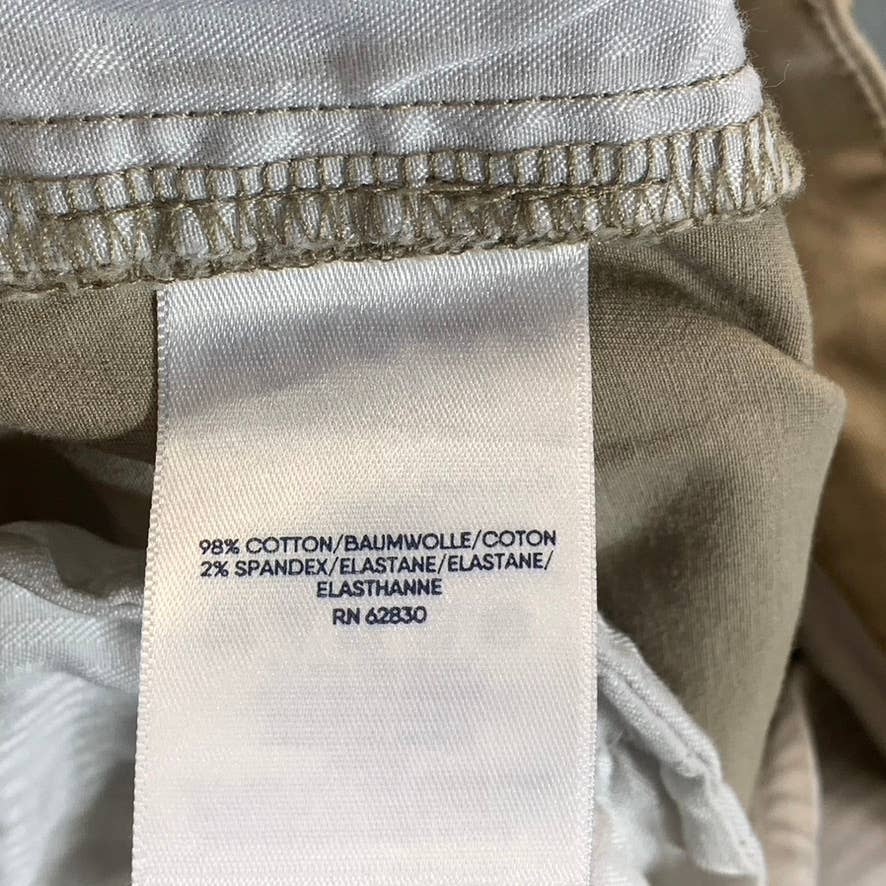 98% COTTON/BAUMWOLLE/COTON
2% SPANDEX/ELASTANE/ELASTANE/
ELASTHANNE
RN 62830